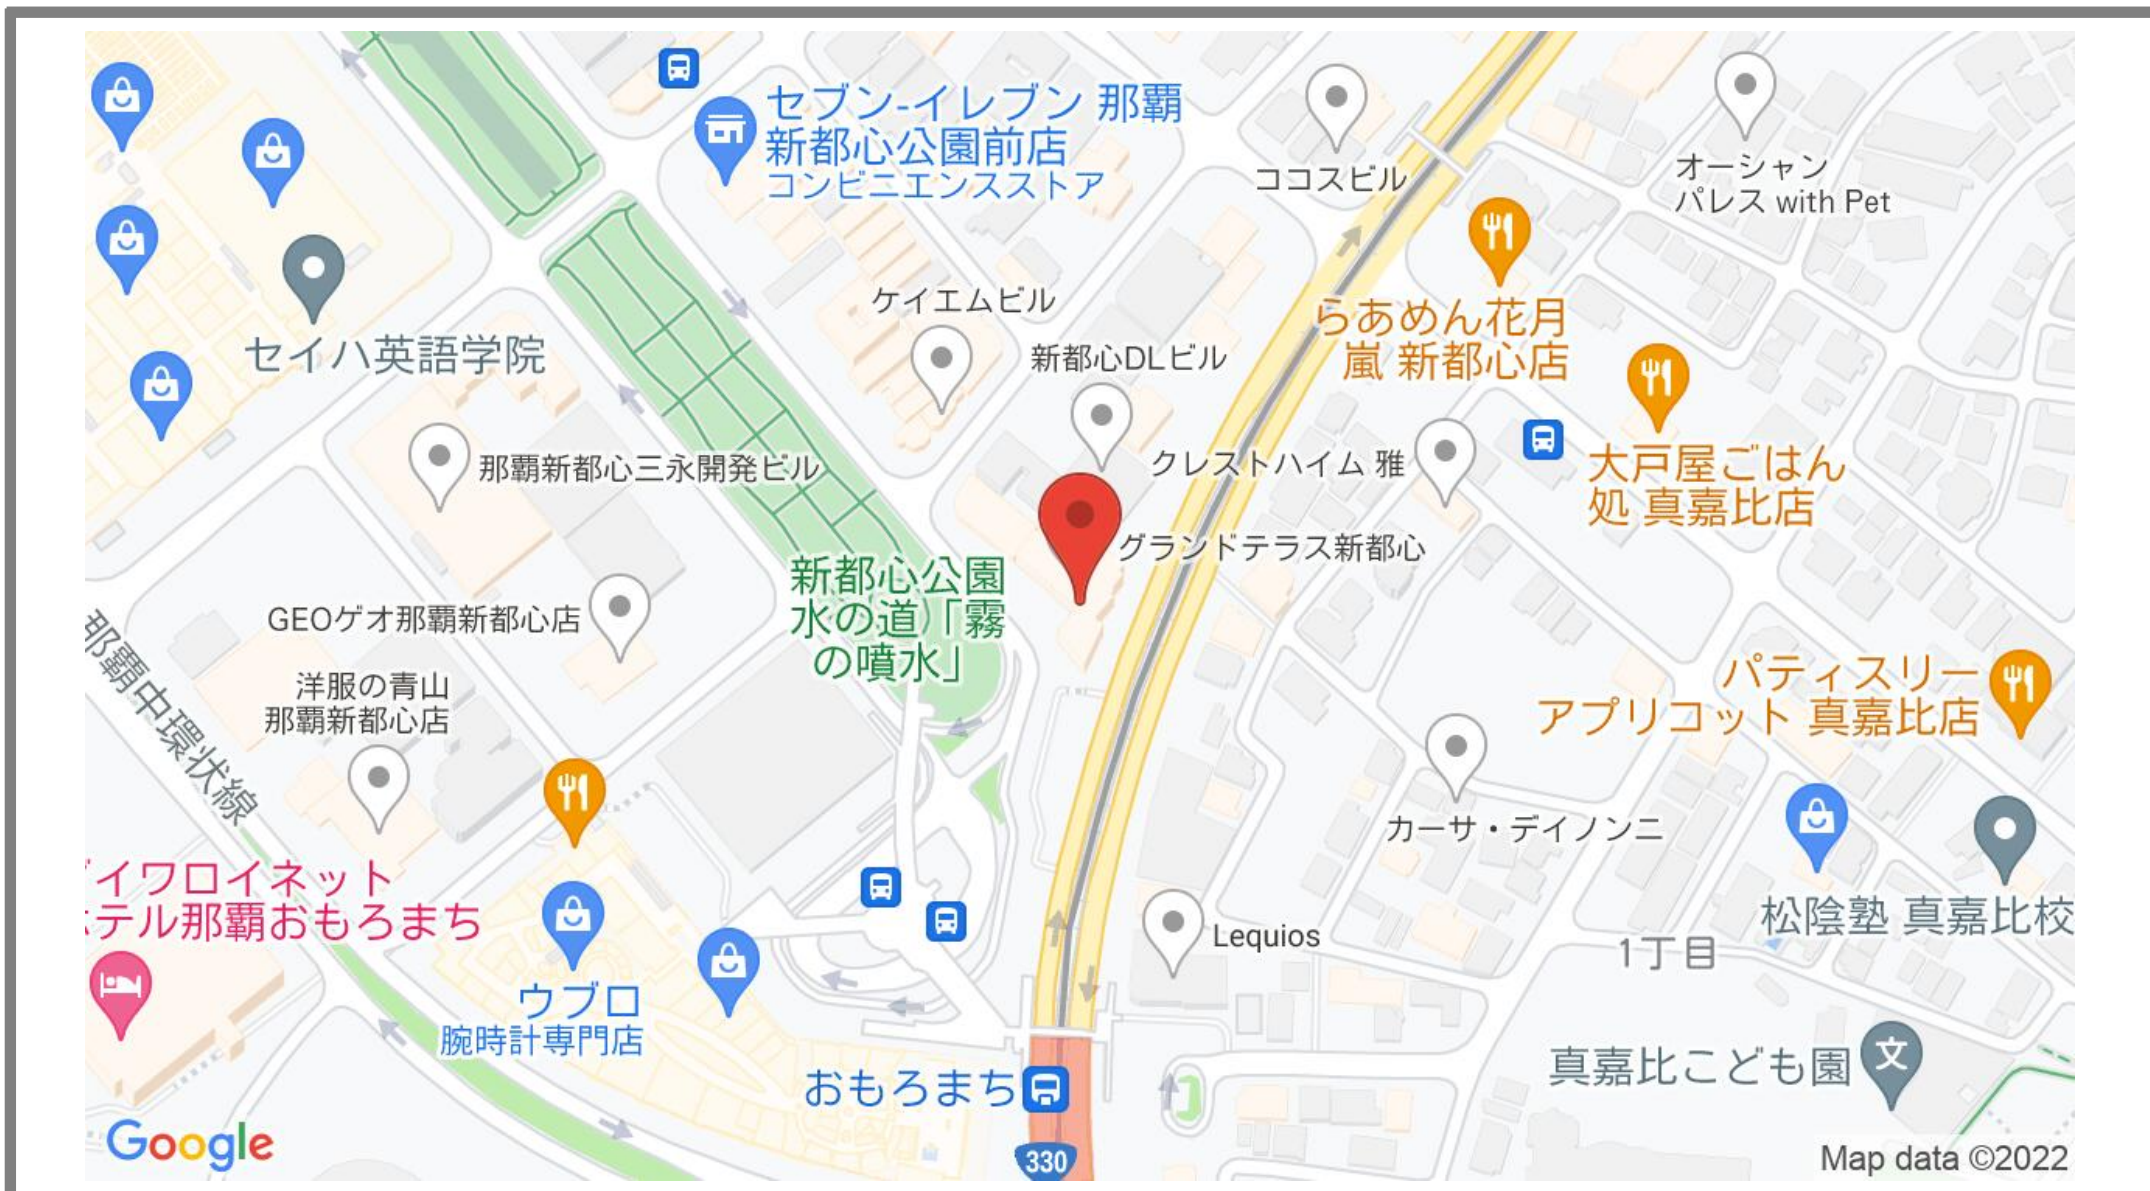 セブン-イレブン 那覇
新都心公園前店
コンビニエンスストア
ココスビル
オーシャン
パレス with Pet
セイハ英語学院
ケイエムビル
新都心DLビル
らあめん花月
嵐 新都心店
那覇新都心三永開発ビル
クレストハイム 雅
大戸屋ごはん
処 真嘉比店
グランドテラス新都心
新都心公園
水の道「霧
の噴水」
GEOゲオ那覇新都心店
洋服の青山
那覇新都心店
那覇中環状線
パティスリー
アプリコット 真嘉比店
カーサ・デイノンニ
イワロイネット
テル那覇おもろまち
松陰塾 真嘉比校
Lequios
1丁目
ウブロ
腕時計専門店
真嘉比こども園
文
おもろまち
330
Google
Map data ©2022